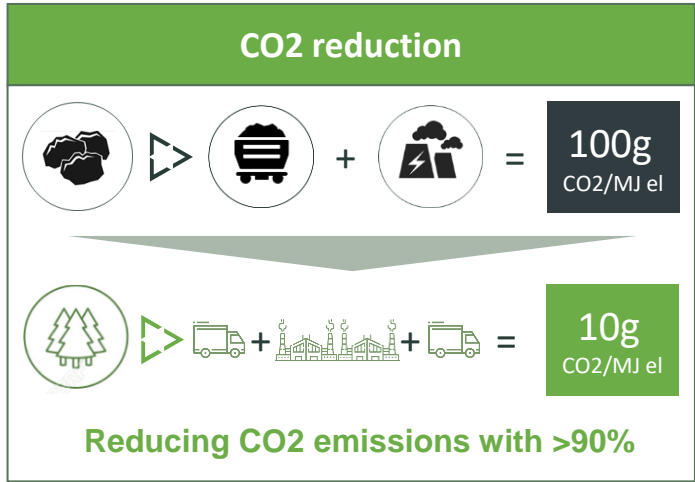 CO2 reduction
+
=
100g
CO2/MJ el
+
+
=
10g
CO2/MJ el
Reducing CO2 emissions with >90%